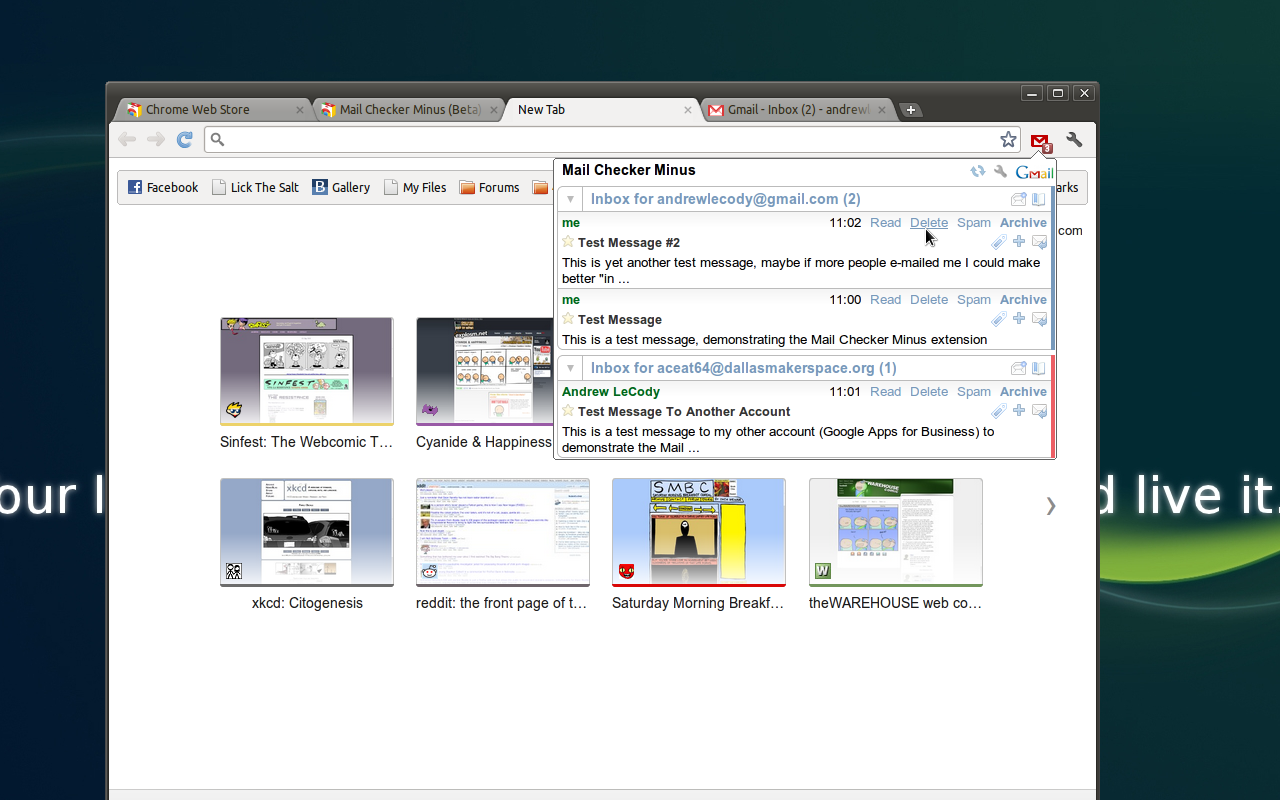 Chrome Web Store
Mail Checker Minus (Beta)
New Tab
Gmail - Inbox (2) - andrewl
3
Facebook
Lick The Salt
Gallery
My Files
Forums
arks
Mail Checker Minus
Gmail
Inbox for andrewlecody@gmail.com (2)
me 11:02 Read Delete Spam Archive
Test Message #2
This is yet another test message, maybe if more people e-mailed me I could make
better "in ...
me 11:00 Read Delete Spam Archive
Test Message
This is a test message, demonstrating the Mail Checker Minus extension
Inbox for aceat64@dallasmakerspace.org (1)
Andrew LeCody 11:01 Read Delete Spam Archive
Test Message To Another Account
This is a test message to my other account (Google Apps for Business) to
demonstrate the Mail ...
com
SINFEST
explosm.net
Sinfest: The Webcomic T...
Cyanide & Happiness
our l
d live it.
xkcd
SMBC
WAREHOUSE
W
xkcd: Citogenesis
reddit: the front page of t...
Saturday Morning Breakf...
theWAREHOUSE web co...